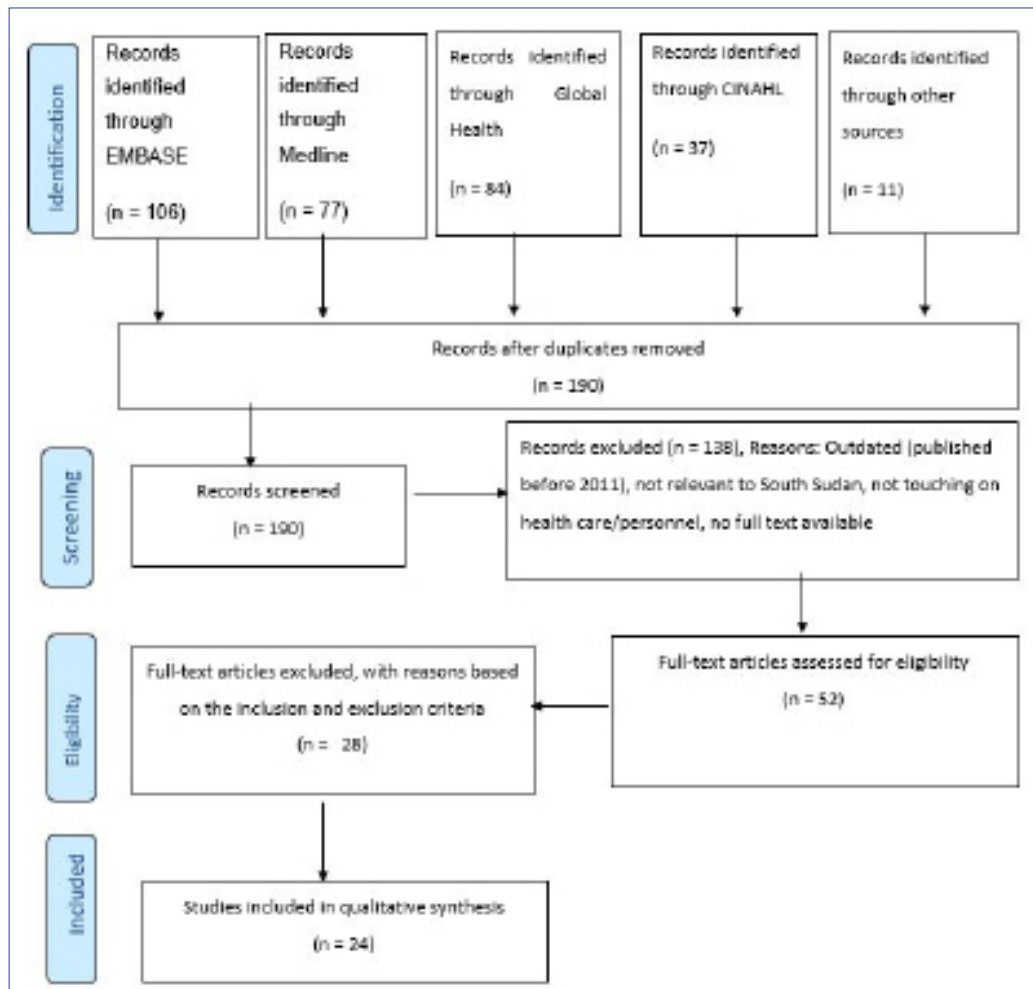 Identification
Records
identified
through
EMBASE
(n = 106)
Records
identified
through
Medline
(n = 77)
Records identified
through Global
Health
(n = 84)
Records identified
through CINAHL
(n = 37)
Records identified
through other
sources
(n = 11)
Records after duplicates removed
(n = 190)
Screening
Records screened
(n = 190)
Records excluded (n = 138), Reasons: Outdated (published
before 2011), not relevant to South Sudan, not touching on
health care/personnel, no full text available
Eligibility
Full-text articles assessed for eligibility
(n = 52)
Full-text articles excluded, with reasons based
on the inclusion and exclusion criteria
(n = 28)
Included
Studies included in qualitative synthesis
(n = 24)